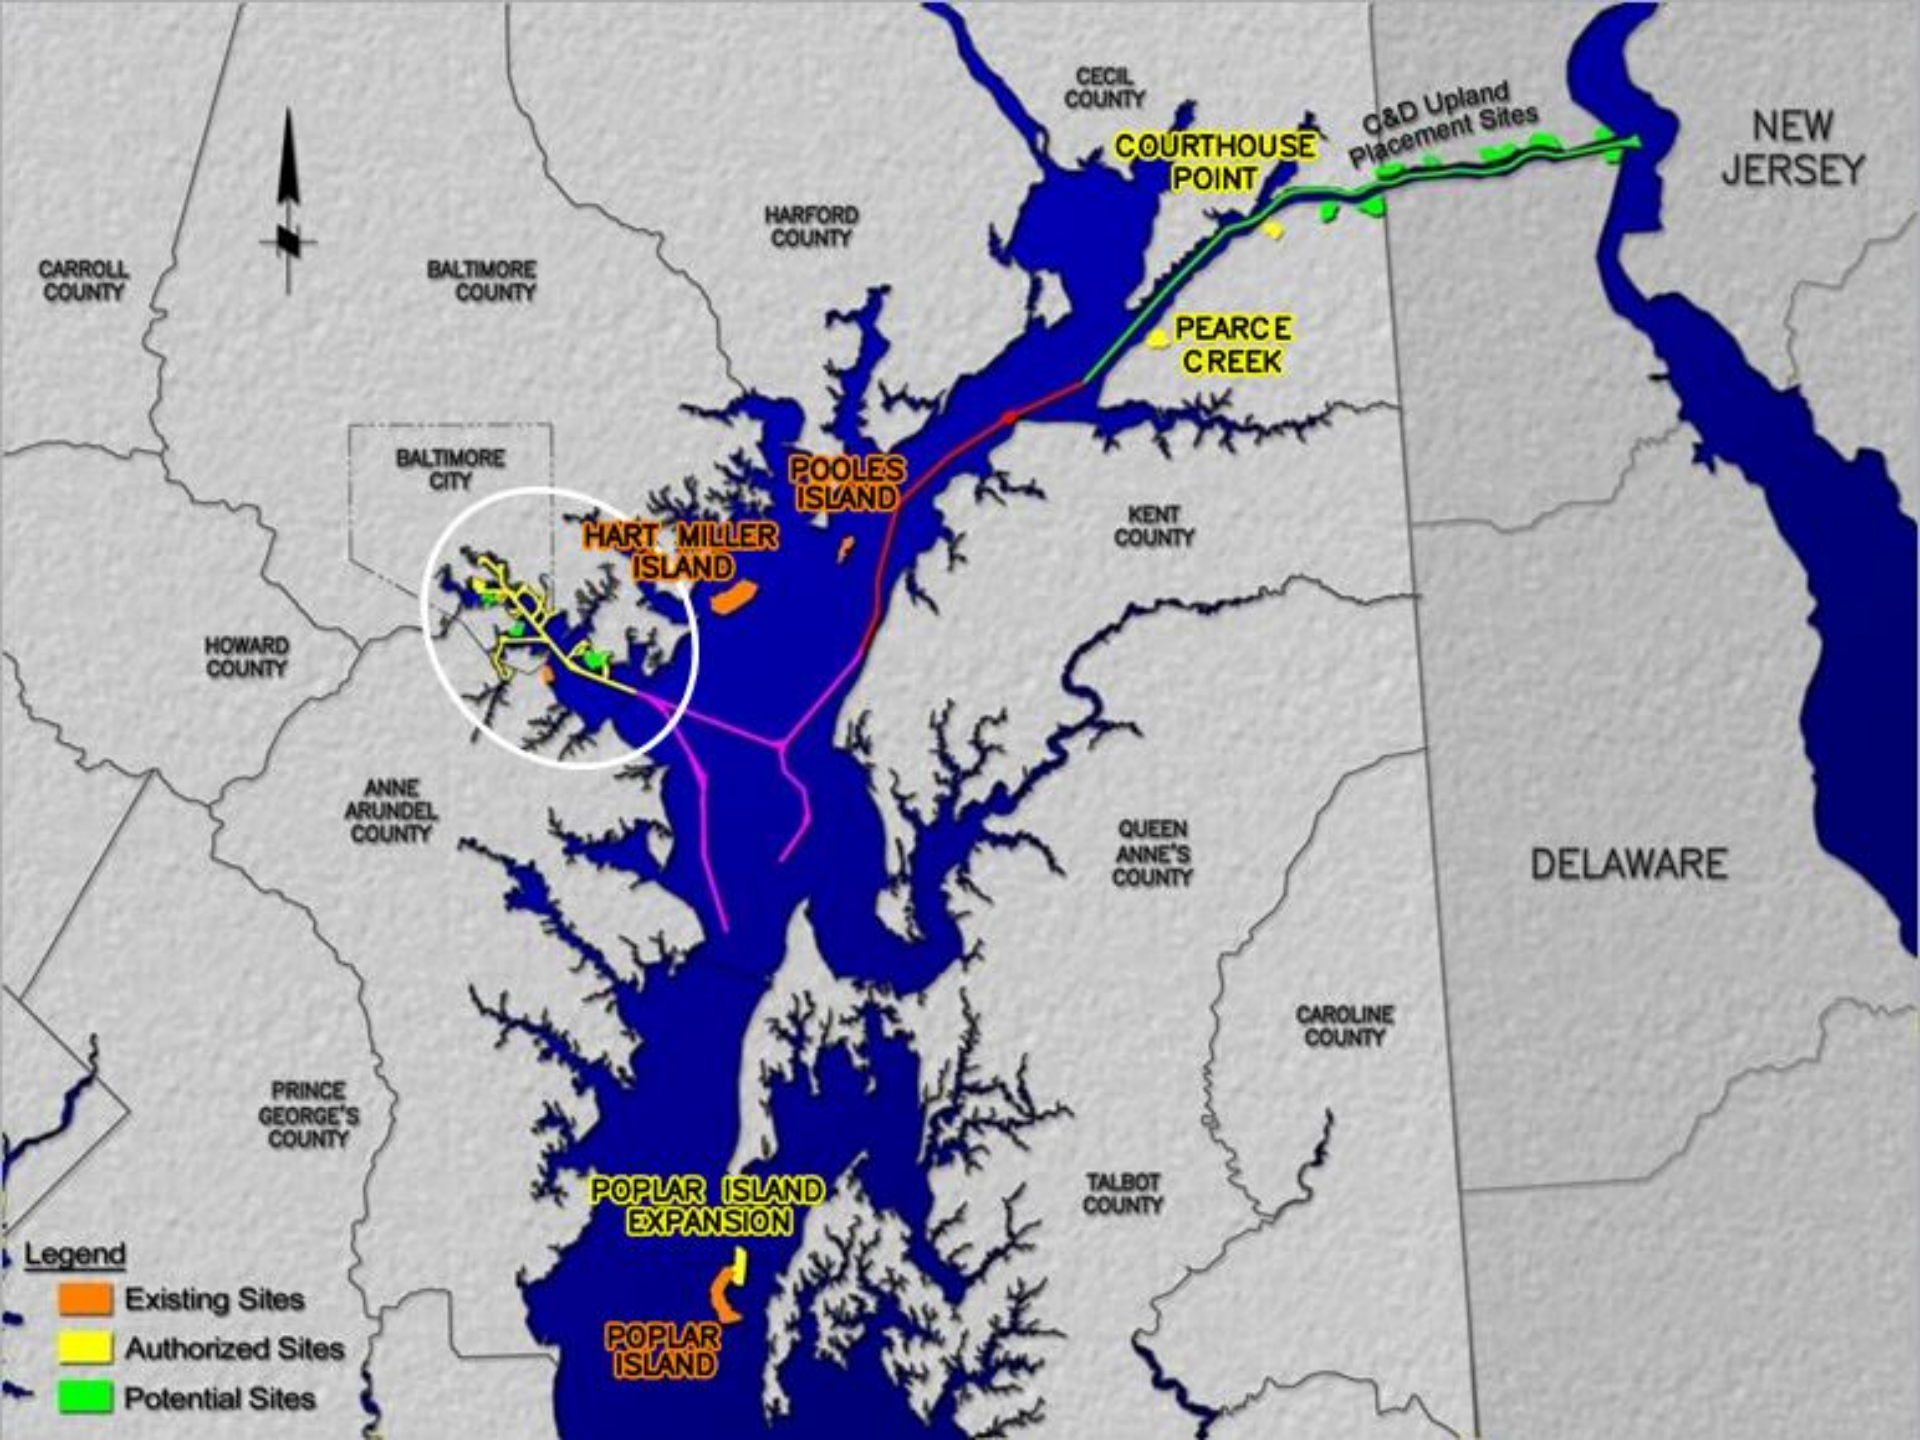 CECIL
COUNTY
C&D Upland
Placement Sites
NEW
JERSEY
COURTHOUSE
POINT
HARFORD
COUNTY
CARROLL
COUNTY
BALTIMORE
COUNTY
PEARCE
CREEK
BALTIMORE
CITY
POOLES
ISLAND
KENT
COUNTY
HART MILLER
ISLAND
HOWARD
COUNTY
ANNE
ARUNDEL
COUNTY
QUEEN
ANNE'S
COUNTY
DELAWARE
CAROLINE
COUNTY
PRINCE
GEORGE'S
COUNTY
TALBOT
COUNTY
POPLAR ISLAND
EXPANSION
POPLAR
ISLAND
Legend
Existing Sites
Authorized Sites
Potential Sites